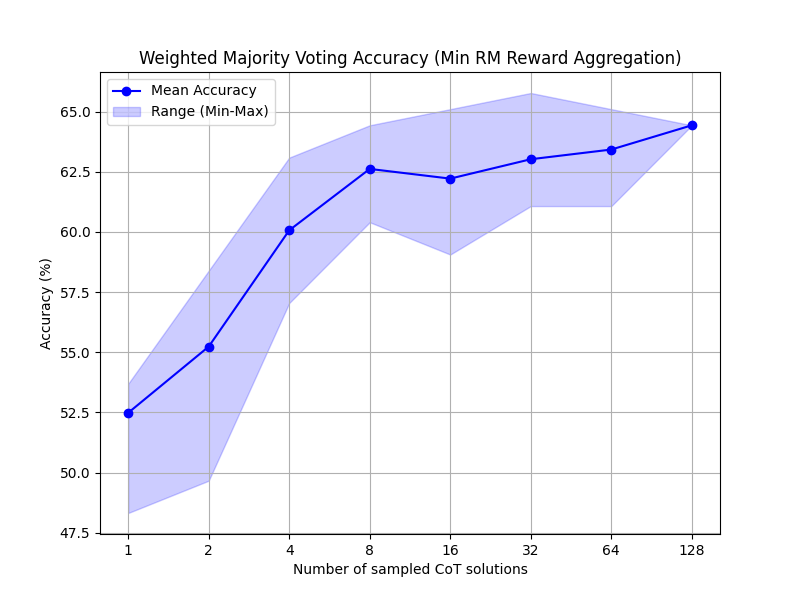 Weighted Majority Voting Accuracy (Min RM Reward Aggregation)
Mean Accuracy
Range (Min-Max)
Accuracy (%)
65.0
62.5
60.0
57.5
55.0
52.5
50.0
47.5
1 2 4 8 16 32 64 128
Number of sampled CoT solutions